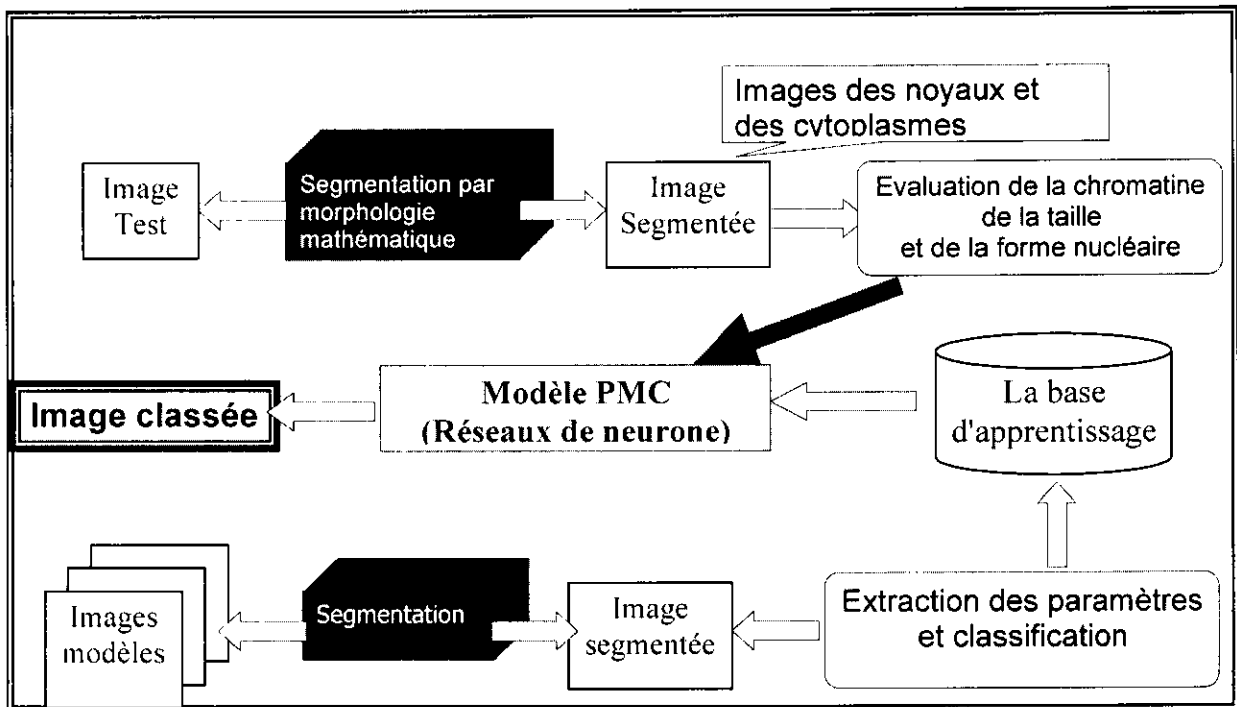 Images des noyaux et
des cytoplasmes
Image
Test
Segmentation par
morphologie
mathématique
Image
Segmentée
Evaluation de la chromatine
de la taille
et de la forme nucléaire
Image classée
Modèle PMC
(Réseaux de neurone)
La base
d'apprentissage
Images
modèles
Segmentation
Image
segmentée
Extraction des paramètres
et classification